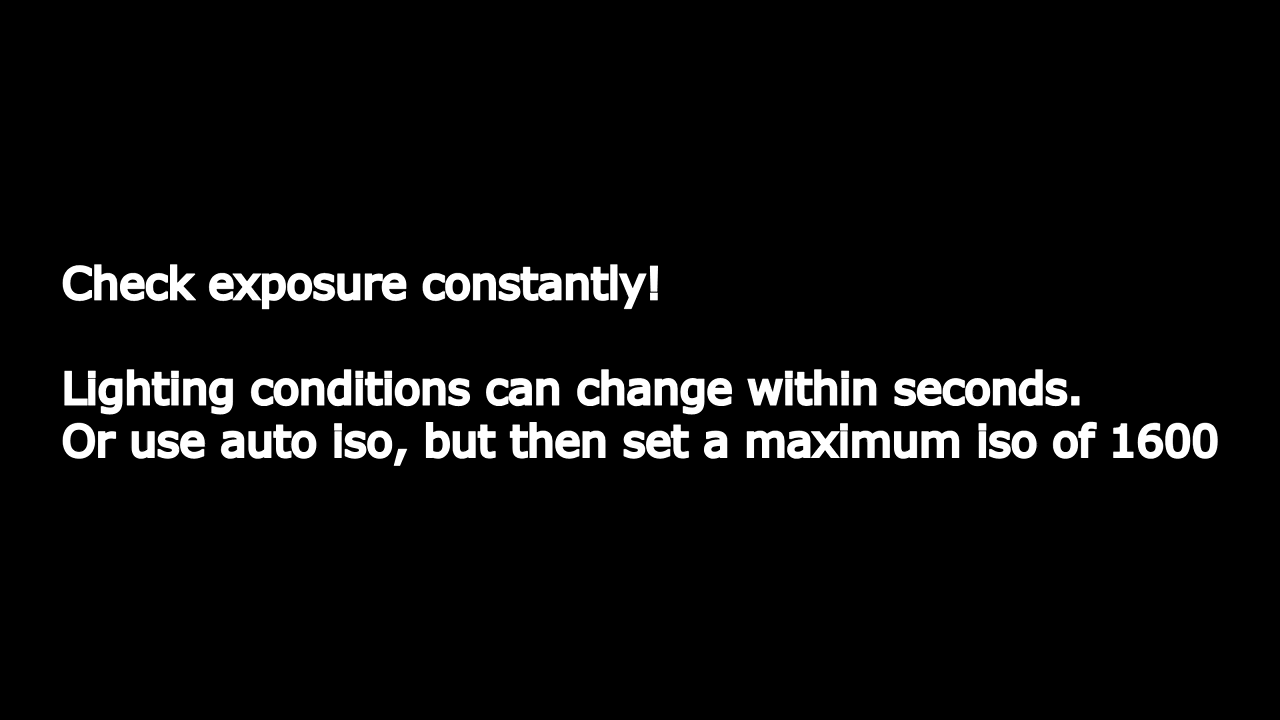 Check exposure constantly!
Lighting conditions can change within seconds.
Or use auto iso, but then set a maximum iso of 1600